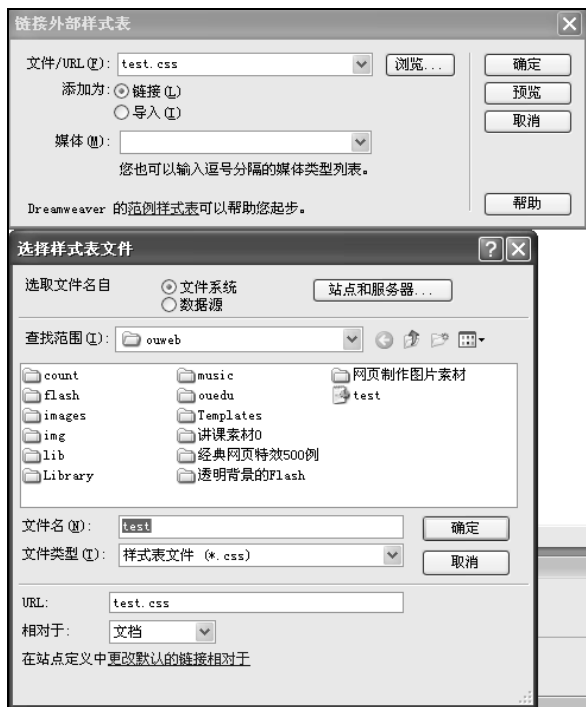 链接外部样式表
文件/URL(F): test.css 浏览... 确定
添加为: 链接(L) 预览
导入(I) 取消
媒体(M):
您也可以输入逗号分隔的媒体类型列表。
Dreamweaver 的范例样式表可以帮助您起步。 帮助
选择样式表文件
选取文件名自 文件系统 站点和服务器...
数据源
查找范围(I): ouweb
count music 网页制作图片素材
flash ouedu test
images Templates
img 讲课素材0
lib 经典网页特效500例
Library 透明背景的Flash
文件名(N): test 确定
文件类型(T): 样式表文件 (*.css) 取消
URL: test.css
相对于: 文档
在站点定义中更改默认的链接相对于